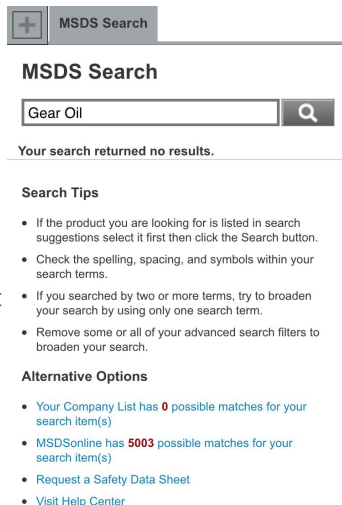 MSDS Search
MSDS Search
Gear Oil
Your search returned no results.
Search Tips
If the product you are looking for is listed in search
suggestions select it first then click the Search button.
Check the spelling, spacing, and symbols within your
search terms.
If you searched by two or more terms, try to broaden
your search by using only one search term.
Remove some or all of your advanced search filters to
broaden your search.
Alternative Options
Your Company List has 0 possible matches for your
search item(s)
MSDSonline has 5003 possible matches for your
search item(s)
Request a Safety Data Sheet
Visit Help Center